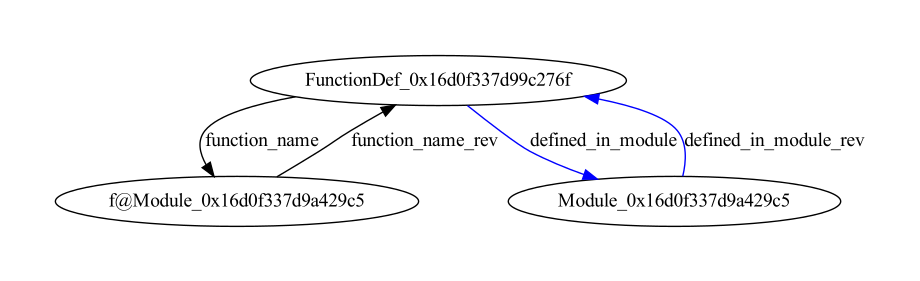 FunctionDef_0x16d0f337d99c276f
function_name
function_name_rev
defined_in_module
defined_in_module_rev
f@Module_0x16d0f337d9a429c5
Module_0x16d0f337d9a429c5